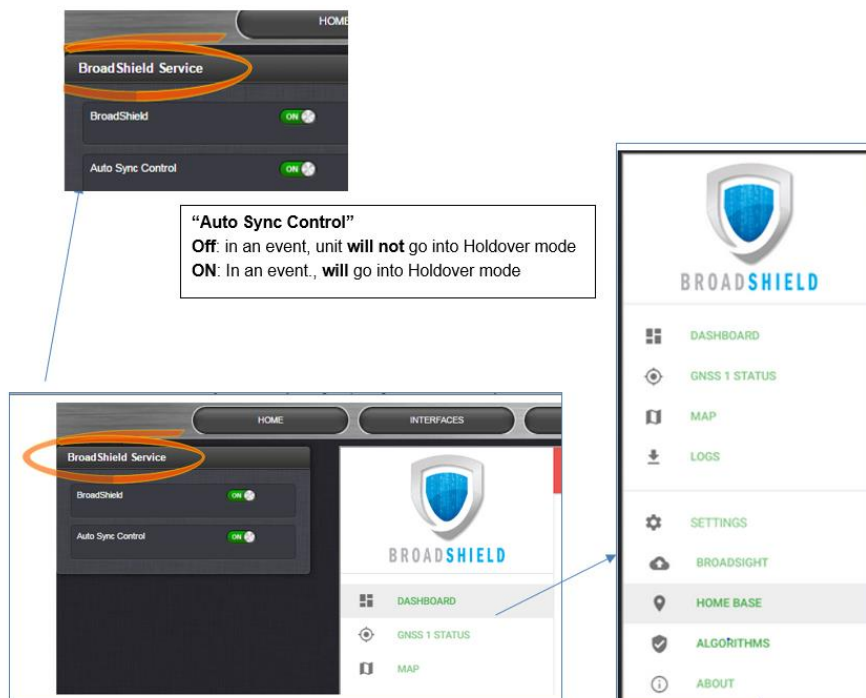 HOME
BroadShield Service
BroadShield
ON
Auto Sync Control
ON
“Auto Sync Control”
Off: in an event, unit will not go into Holdover mode
ON: In an event., will go into Holdover mode
BROADSHIELD
DASHBOARD
GNSS 1 STATUS
MAP
LOGS
SETTINGS
BROADSIGHT
HOME BASE
ALGORITHMS
ABOUT
HOME
INTERFACES
BroadShield Service
BroadShield
ON
Auto Sync Control
ON
BROADSHIELD
DASHBOARD
GNSS 1 STATUS
MAP